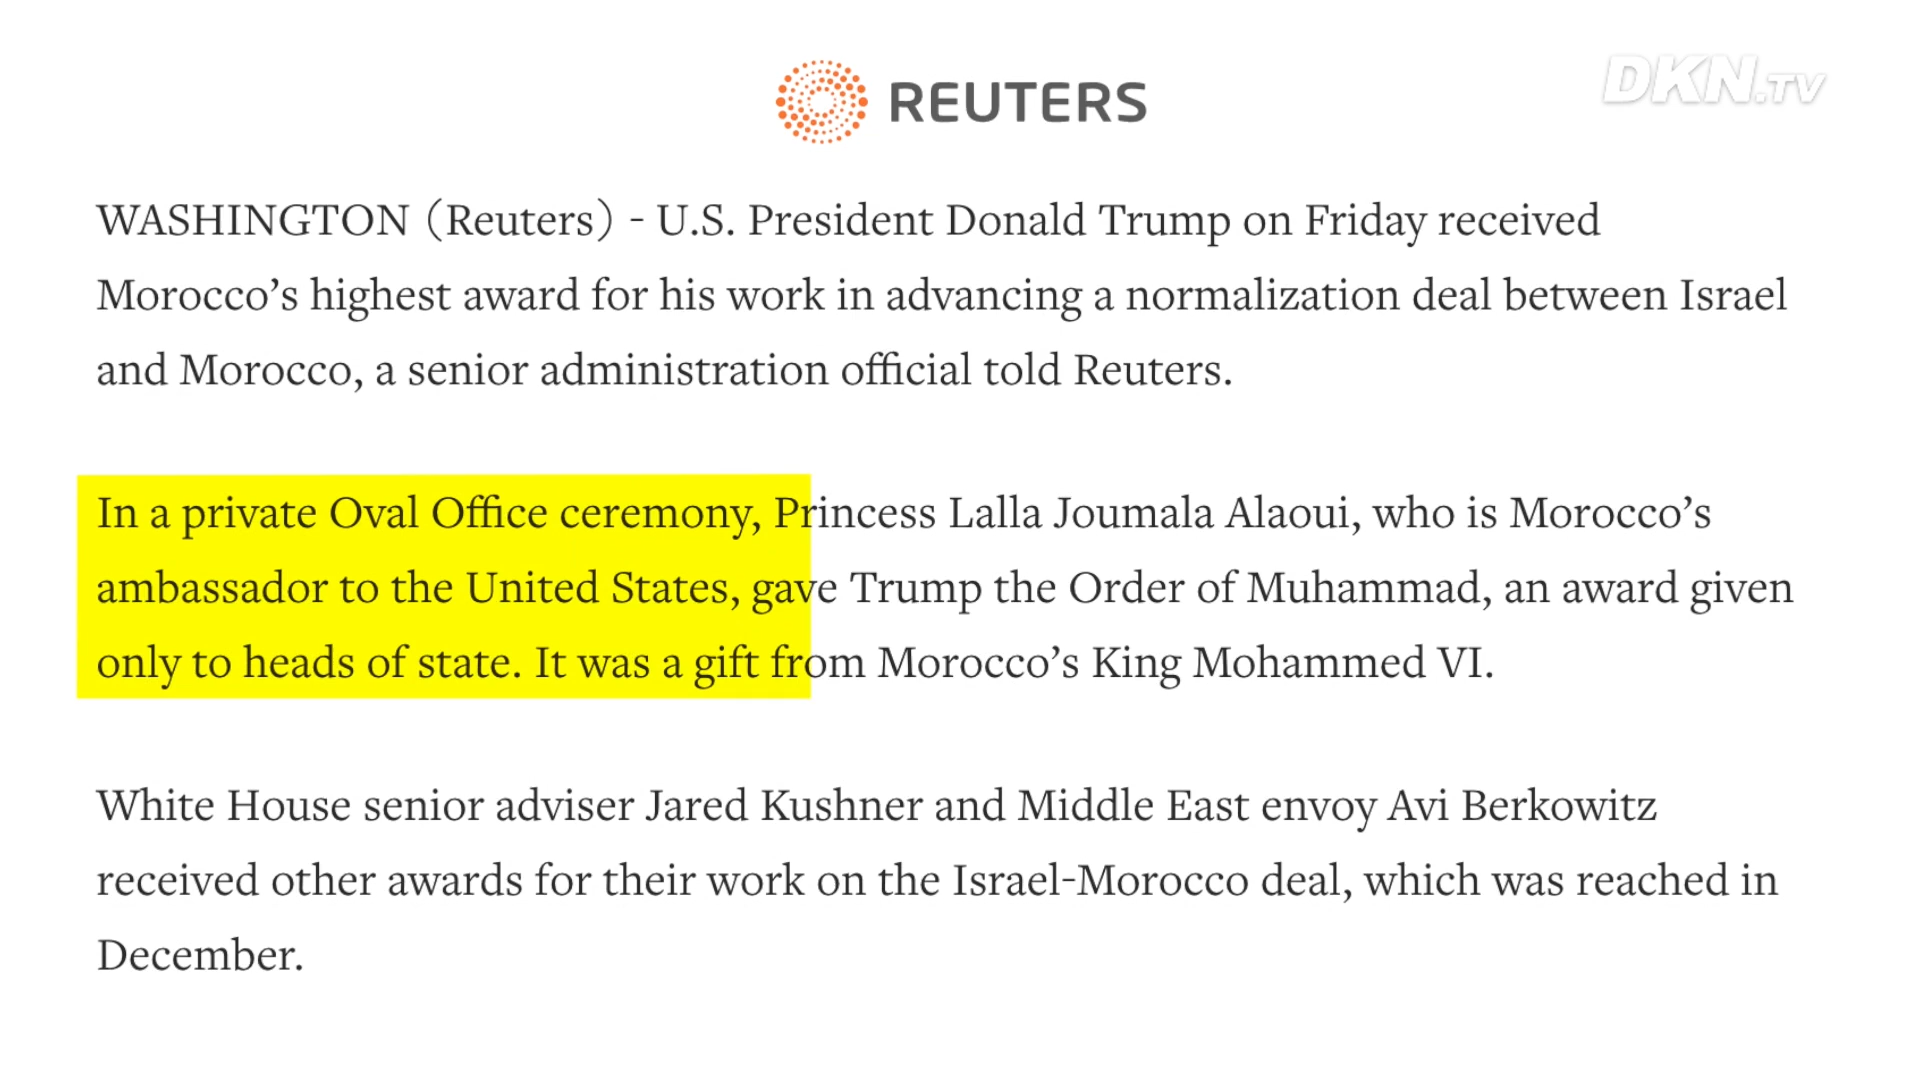 REUTERS
DKN.TV
WASHINGTON (Reuters) - U.S. President Donald Trump on Friday received
Morocco’s highest award for his work in advancing a normalization deal between Israel
and Morocco, a senior administration official told Reuters.
In a private Oval Office ceremony, Princess Lalla Joumala Alaoui, who is Morocco’s
ambassador to the United States, gave Trump the Order of Muhammad, an award given
only to heads of state. It was a gift from Morocco’s King Mohammed VI.
White House senior adviser Jared Kushner and Middle East envoy Avi Berkowitz
received other awards for their work on the Israel-Morocco deal, which was reached in
December.